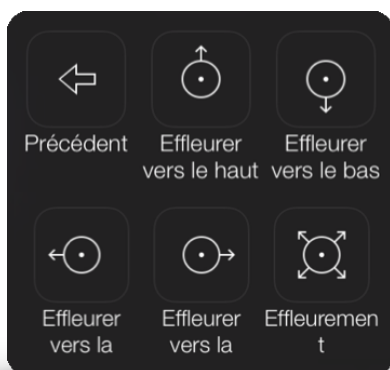 Précédent
Effleurer
vers le haut
Effleurer
vers le bas
Effleurer
vers la
Effleurer
vers la
Effleuremen
t